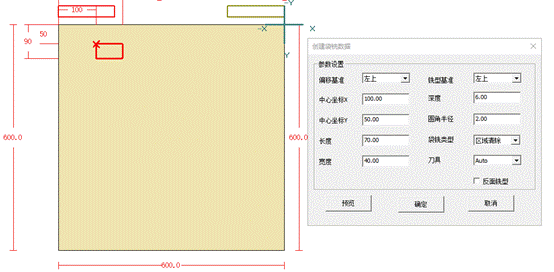 100
50
90
600.0
600.0
600.0
-Y
-X
X
Y
创建袋铣数据
参数设置
偏移基准 左上 铣型基准 左上
中心坐标X 100.00 深度 6.00
中心坐标Y 50.00 圆角半径 2.00
长度 70.00 袋铣类型 区域清除
宽度 40.00 刀具 Auto
反面铣型
预览 确定 取消